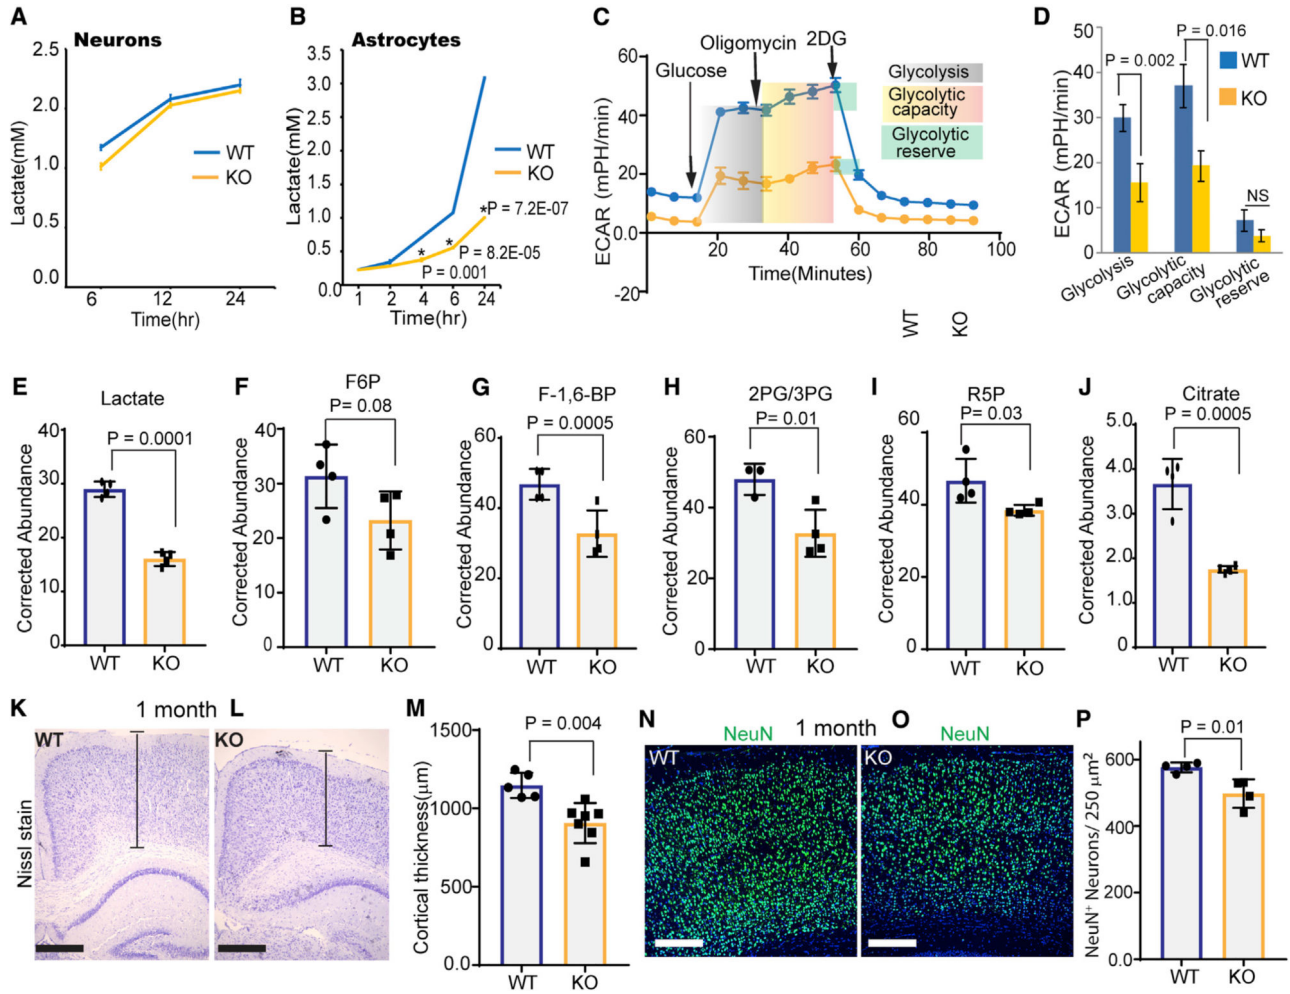 A
Neurons
2.5
2.0
1.0
1.0
0.5
0.0
Lactate(mM)
WT
KO
6
12
24
Time(hr)
B
Astrocytes
3.5
3.0
2.5
2.0
1.5
1.0
0.5
0.0
Lactate(mM)
WT
KO
*P = 7.2E-07
*
*
P = 8.2E-05
P = 0.001
1
2
4
6
24
Time(hr)
C
60
40
20
0.0
-20
ECAR (mPH/min)
Glucose
Oligomycin
2DG
Glycolysis
Glycolytic
capacity
Glycolytic
reserve
20
40
60
80
100
Time(Minutes)
WT
KO
D
50
40
30
20
10
0
ECAR (mPH/min)
P = 0.016
P = 0.002
NS
WT
KO
Glycolysis
Glycolytic
capacity
Glycolytic
reserve
E
Lactate
P = 0.0001
40
30
20
10
0
Corrected Abundance
WT
KO
F
F6P
P= 0.08
40
30
20
10
0
Corrected Abundance
WT
KO
G
F-1,6-BP
P = 0.0005
60
40
20
0
Corrected Abundance
WT
KO
H
2PG/3PG
P= 0.01
60
40
20
0
Corrected Abundance
WT
KO
I
R5P
P= 0.03
60
40
20
0
Corrected Abundance
WT
KO
J
Citrate
P = 0.0005
5.0
4.0
3.0
2.0
1.0
0
Corrected Abundance
WT
KO
K
1 month
L
WT
KO
Nissl stain
M
P = 0.004
1500
1000
500
0.0
Cortical thickness(μm)
WT
KO
N
NeuN
1 month
O
NeuN
WT
KO
P
P = 0.01
600
400
200
0
NeuN⁺ Neurons/ 250 μm²
WT
KO